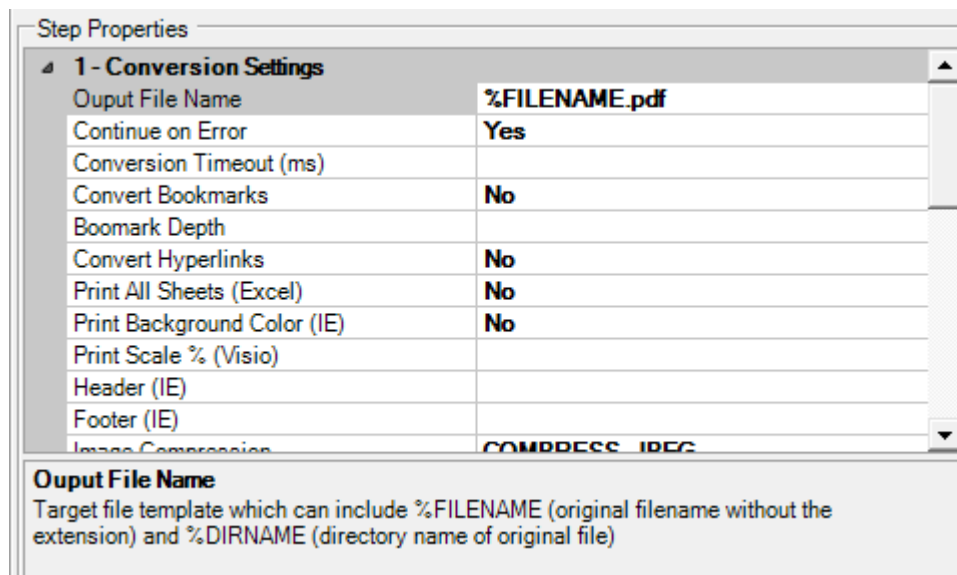 Step Properties
1 - Conversion Settings
Ouput File Name %FILENAME.pdf
Continue on Error Yes
Conversion Timeout (ms)
Convert Bookmarks No
Boomark Depth
Convert Hyperlinks No
Print All Sheets (Excel) No
Print Background Color (IE) No
Print Scale % (Visio)
Header (IE)
Footer (IE)
Image Compression COMPRESS_JPEG
Ouput File Name
Target file template which can include %FILENAME (original filename without the
extension) and %DIRNAME (directory name of original file)